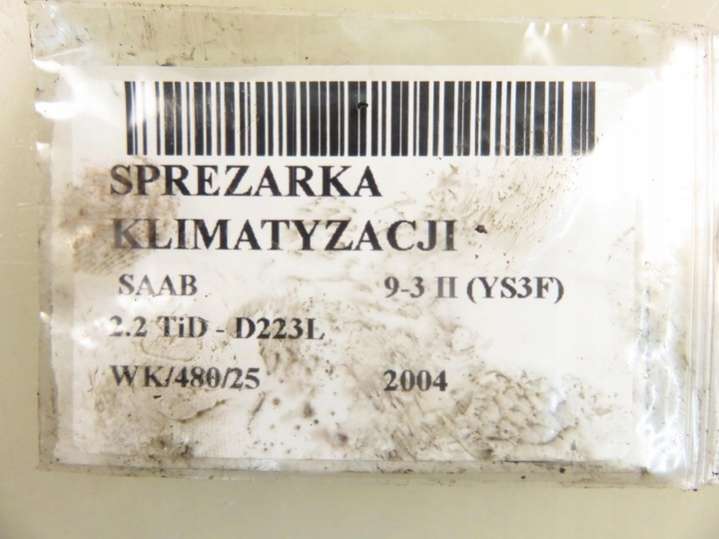 SPREZARKA
KLIMATYZACJI
SAAB 9-3 II (YS3F)
2.2 TiD - D223L
WK/480/25 2004